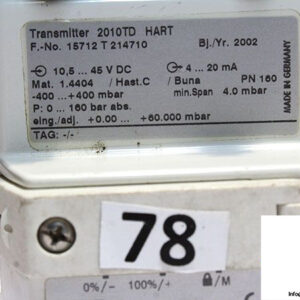 Transmitter 2010TD HART
F.-No. 15712 T 214710 Bj./Yr. 2002
10,5 ... 45 V DC 4 ... 20 mA
Mat. 1.4404 / Hast.C / Buna PN 160
-400 ... +400 mbar min.Span 4.0 mbar
P: 0 ... 160 bar abs.
eing./adj. +0.00 ... +60.000 mbar
TAG: -/-
MADE IN GERMANY
78
0%/- 100%/+ /M